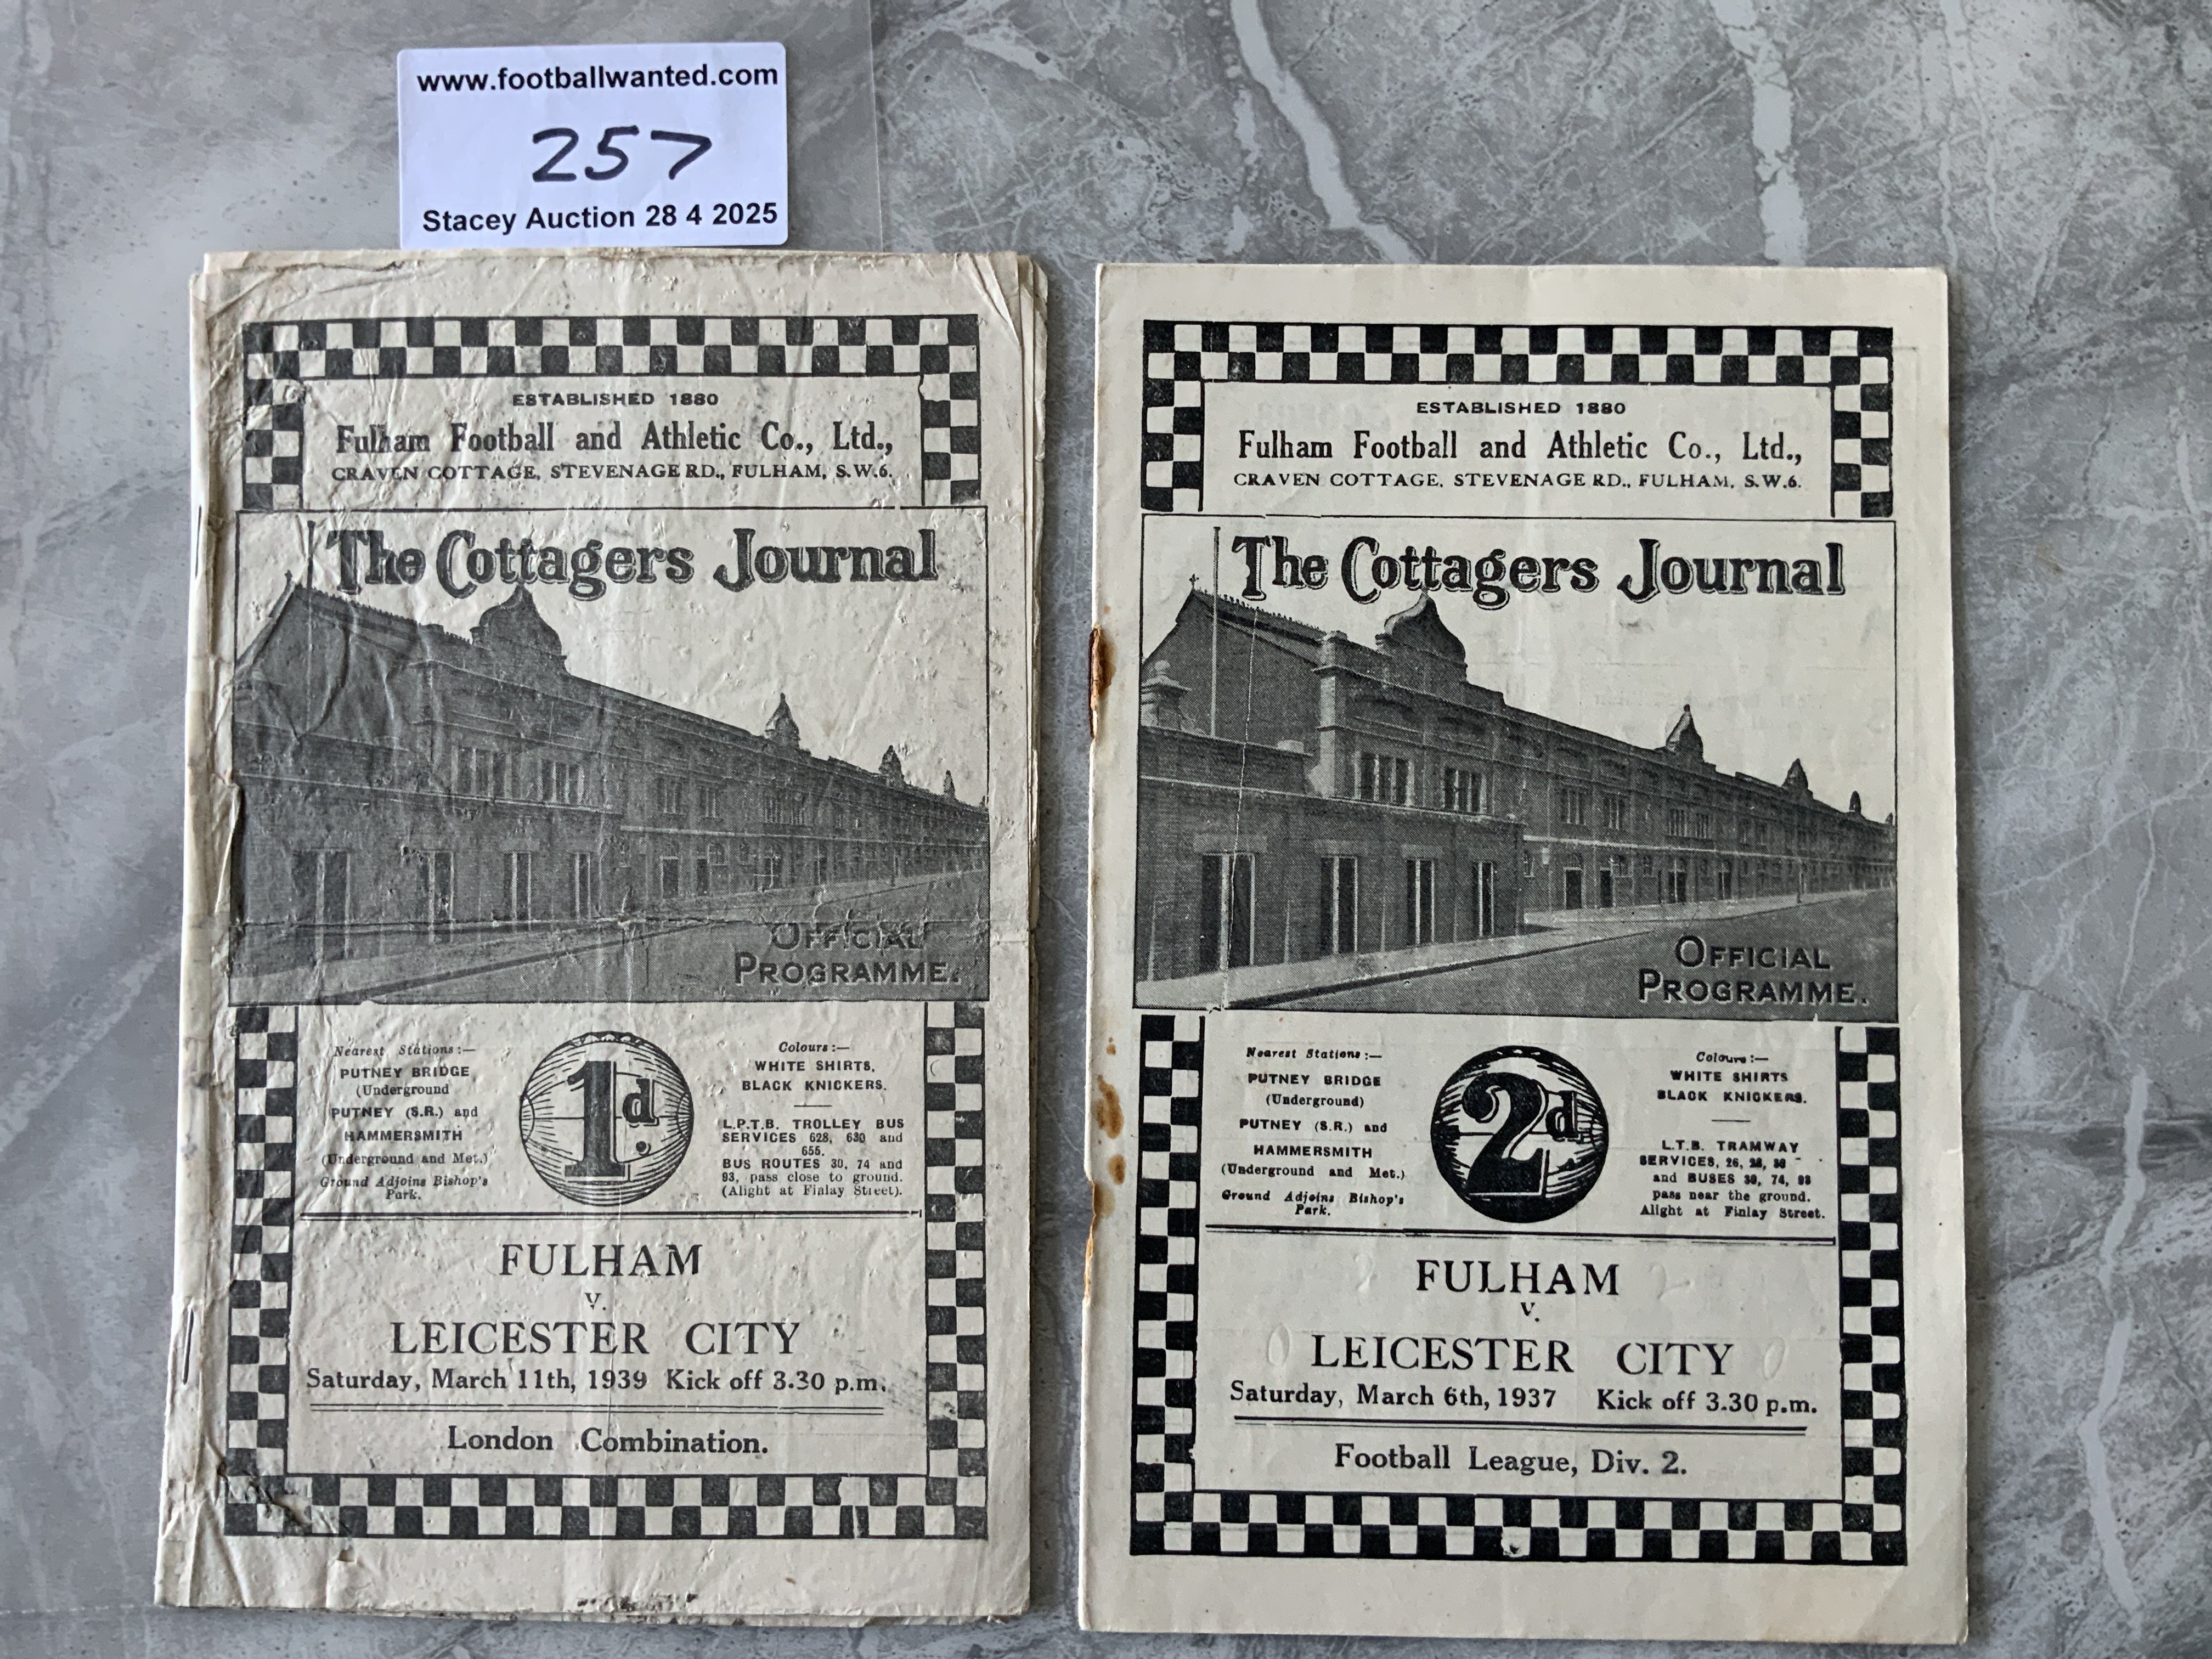 www.footballwanted.com
257
Stacey Auction 28 4 2025
ESTABLISHED 1880
Fulham Football and Athletic Co., Ltd.,
CRAVEN COTTAGE, STEVENAGE RD., FULHAM, S.W.6.
The Cottagers Journal
OFFICIAL
PROGRAMME.
Nearest Stations :—
PUTNEY BRIDGE
(Underground
PUTNEY (S.R.) and
HAMMERSMITH
(Underground and Met.)
Ground Adjoins Bishop's
Park.
1d.
Colours :—
WHITE SHIRTS,
BLACK KNICKERS.
L.P.T.B. TROLLEY BUS
SERVICES 628, 630 and
655.
BUS ROUTES 30, 74 and
93, pass close to ground.
(Alight at Finlay Street).
FULHAM
v.
LEICESTER CITY
Saturday, March 11th, 1939 Kick off 3.30 p.m.
London Combination.
ESTABLISHED 1880
Fulham Football and Athletic Co., Ltd.,
CRAVEN COTTAGE, STEVENAGE RD., FULHAM, S.W.6.
The Cottagers Journal
OFFICIAL
PROGRAMME.
Nearest Stations :—
PUTNEY BRIDGE
(Underground)
PUTNEY (S.R.) and
HAMMERSMITH
(Underground and Met.)
Ground Adjoins Bishop's
Park.
2d.
Colours :—
WHITE SHIRTS
BLACK KNICKERS.
L.T.B. TRAMWAY
SERVICES, 26, 28,
and BUSES 30, 74, 93
pass near the ground.
Alight at Finlay Street.
FULHAM
v.
LEICESTER CITY
Saturday, March 6th, 1937 Kick off 3.30 p.m.
Football League, Div. 2.